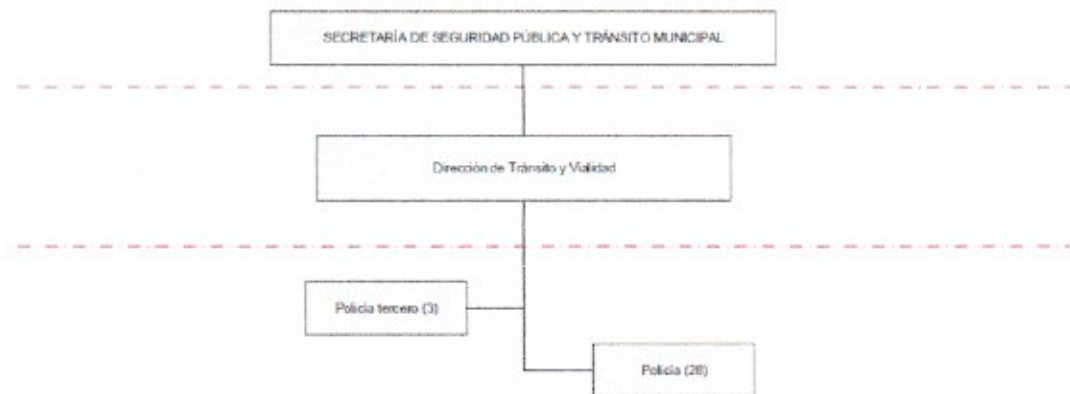 SECRETARÍA DE SEGURIDAD PÚBLICA Y TRÁNSITO MUNICIPAL
Dirección de Tránsito y Vialidad
Policía tercero (3)
Policía (28)